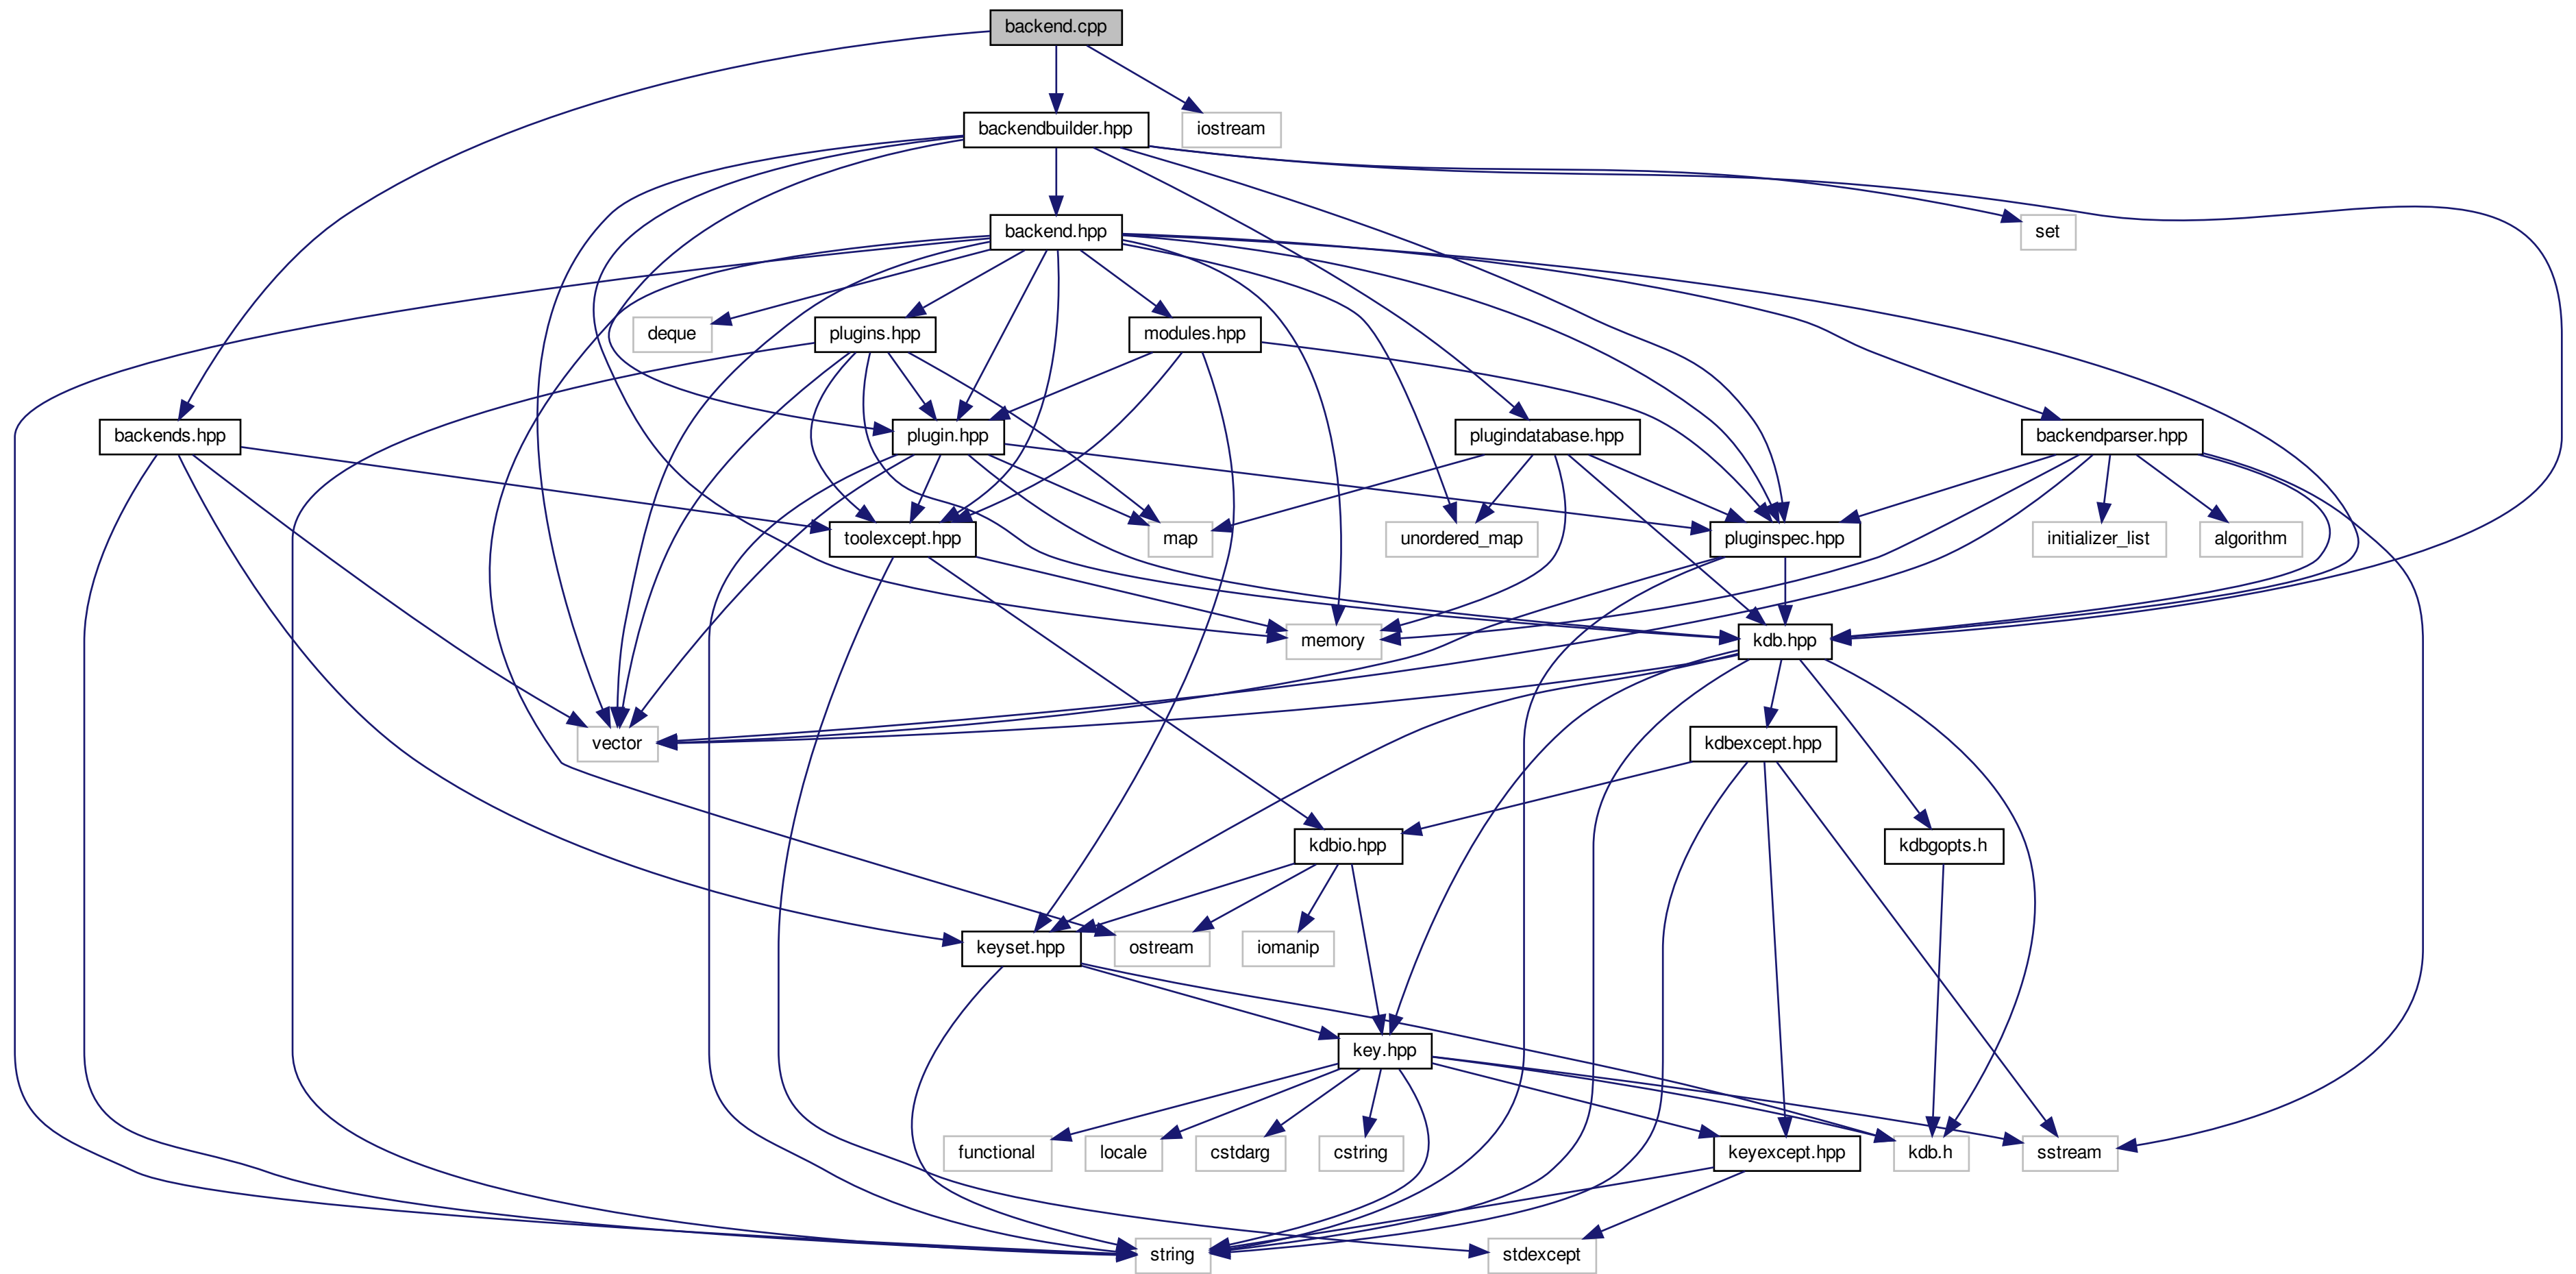 backend.cpp
backendbuilder.hpp
iostream
backend.hpp
set
deque
plugins.hpp
modules.hpp
backends.hpp
plugin.hpp
plugindatabase.hpp
backendparser.hpp
toolexcept.hpp
map
unordered_map
pluginspec.hpp
initializer_list
algorithm
memory
kdb.hpp
vector
kdbexcept.hpp
kdbio.hpp
kdbgopts.h
keyset.hpp
ostream
iomanip
key.hpp
functional
locale
cstdarg
cstring
keyexcept.hpp
kdb.h
sstream
string
stdexcept